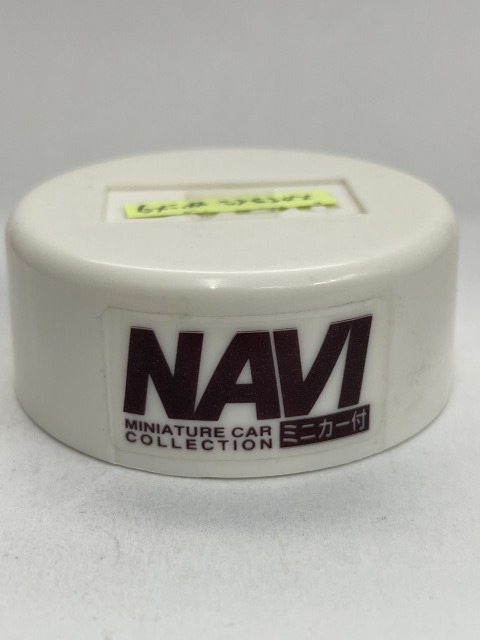 NAVI
MINIATURE CAR
COLLECTION ミニカー付